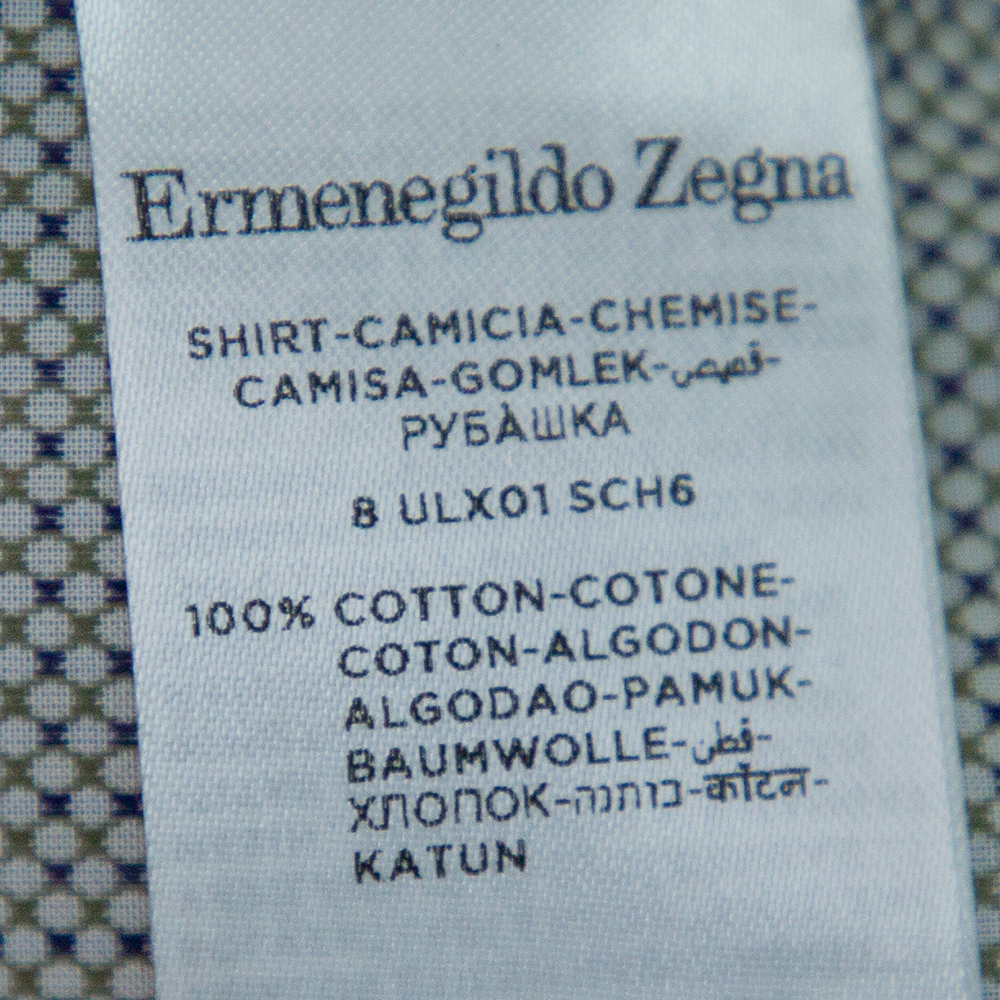 Ermenegildo Zegna
SHIRT-CAMICIA-CHEMISE-
CAMISA-GOMLEK-قميص-
РУБАШКА
8 ULX01 SCH6
100% COTTON-COTONE-
COTON-ALGODON-
ALGODAO-PAMUK-
BAUMWOLLE-قطن-
ХЛОПОК-כותנה-कॉटन-
KATUN